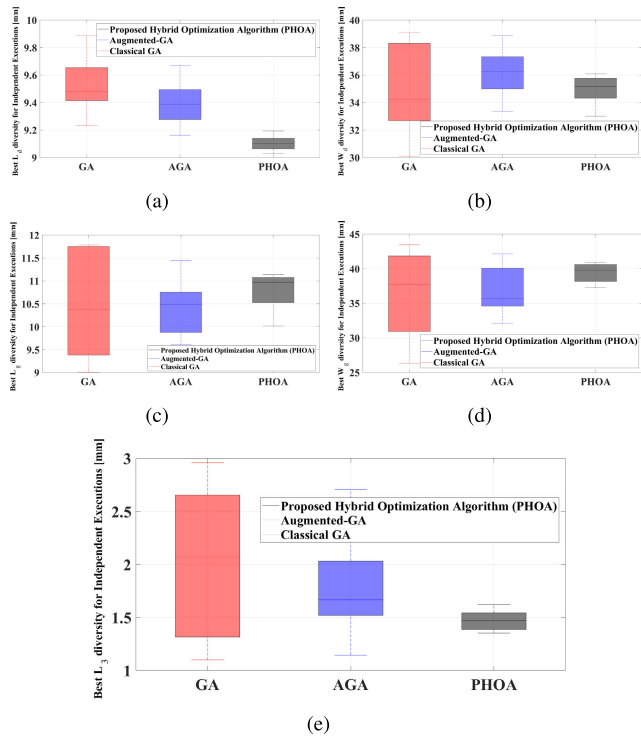 10
9.8
9.6
9.4
9.2
9
Best L d diversity for Independent Executions [mm]
Proposed Hybrid Optimization Algorithm (PHOA)
Augmented-GA
Classical GA
GA AGA PHOA
(a)
40
38
36
34
32
30
Best W d diversity for Independent Executions [mm]
Proposed Hybrid Optimization Algorithm (PHOA)
Augmented-GA
Classical GA
GA AGA PHOA
(b)
12
11.5
11
10.5
10
9.5
9
Best L g diversity for Independent Executions [mm]
Proposed Hybrid Optimization Algorithm (PHOA)
Augmented-GA
Classical GA
GA AGA PHOA
(c)
45
40
35
30
25
Best W g diversity for Independent Executions [mm]
Proposed Hybrid Optimization Algorithm (PHOA)
Augmented-GA
Classical GA
GA AGA PHOA
(d)
3
2.5
2
1.5
1
Best L 3 diversity for Independent Executions [mm]
Proposed Hybrid Optimization Algorithm (PHOA)
Augmented-GA
Classical GA
GA AGA PHOA
(e)